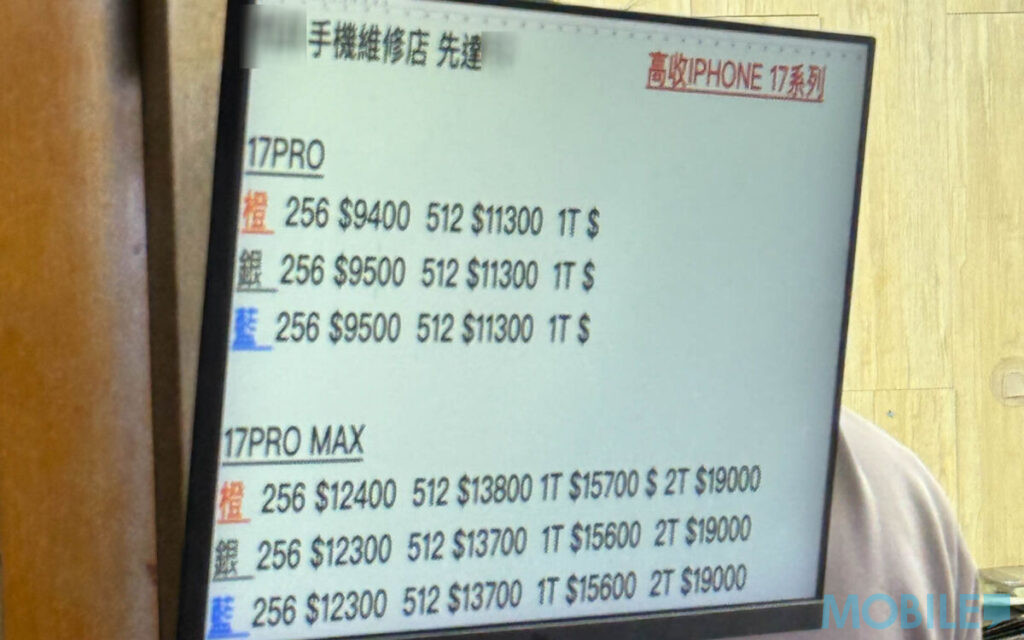 手機維修店 先達
高收IPHONE 17系列
17PRO
橙 256 $9400 512 $11300 1T $
銀 256 $9500 512 $11300 1T $
藍 256 $9500 512 $11300 1T $
17PRO MAX
橙 256 $12400 512 $13800 1T $15700 $ 2T $19000
銀 256 $12300 512 $13700 1T $15600 2T $19000
藍 256 $12300 512 $13700 1T $15600 2T $19000
MOBILE